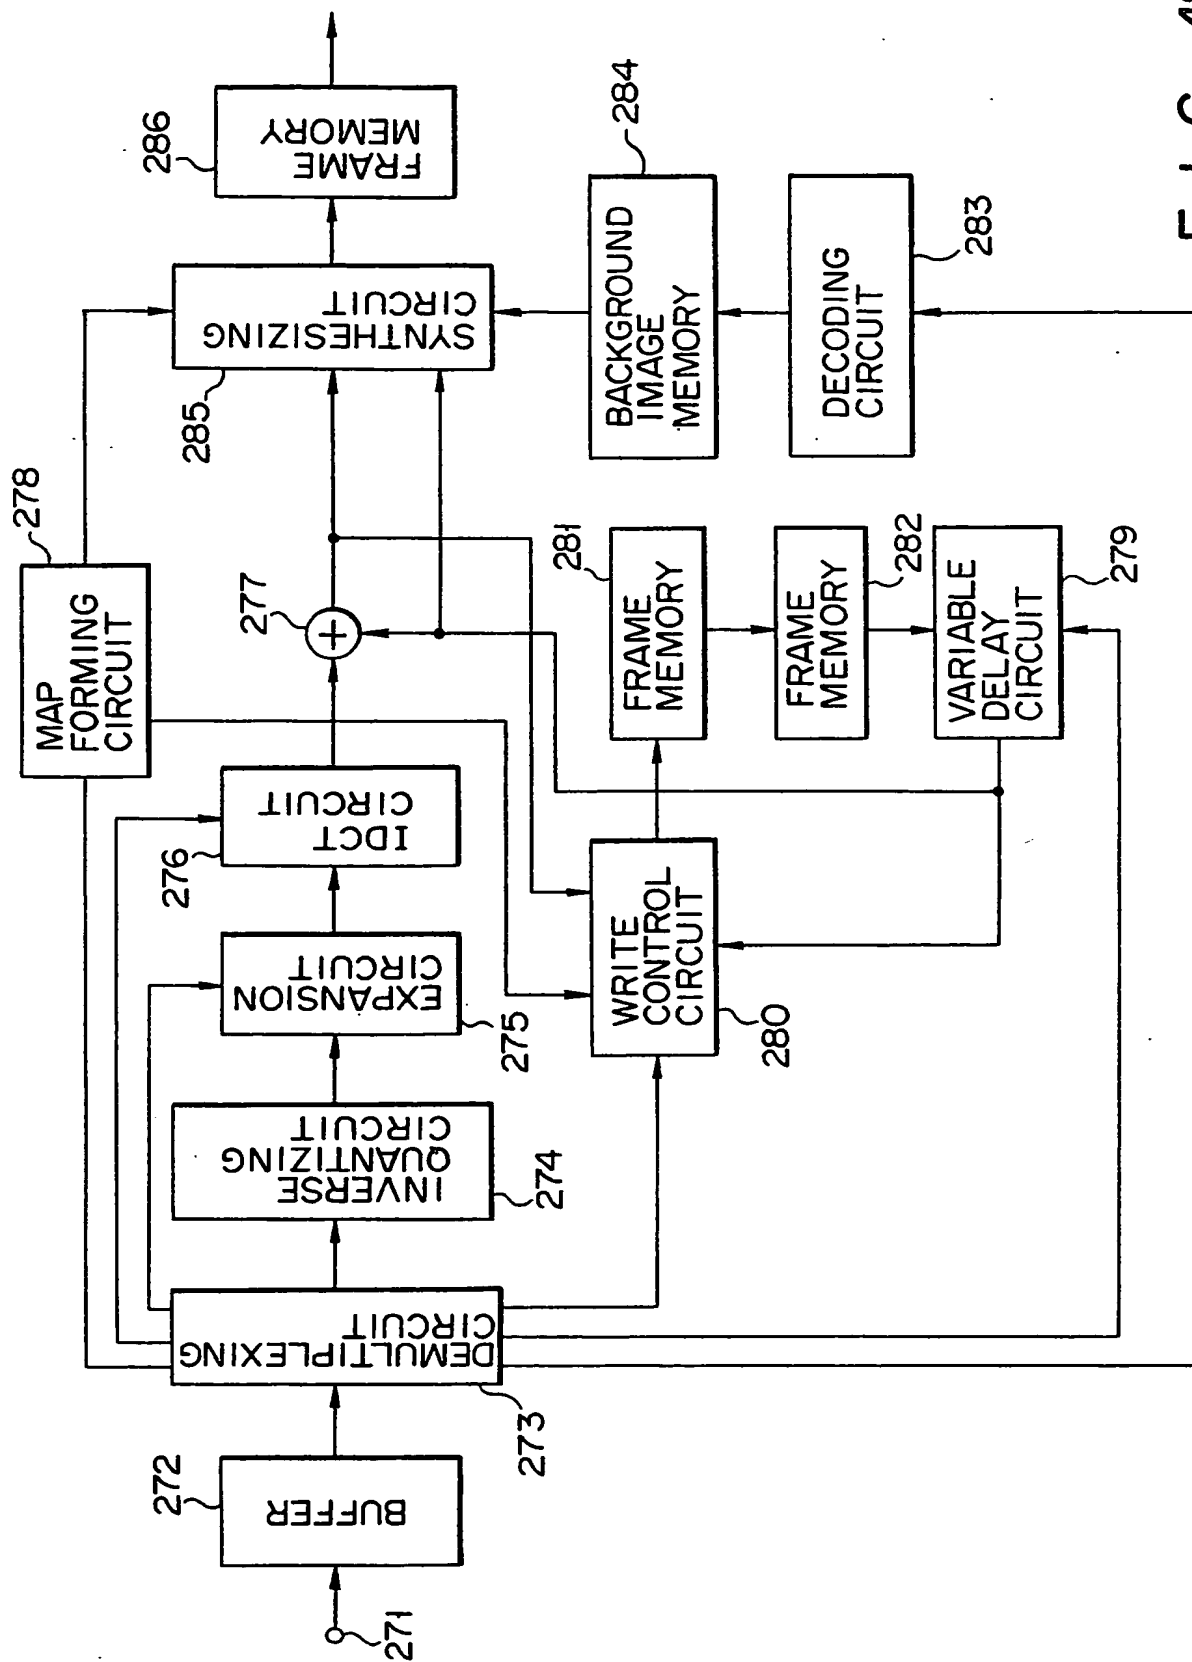 271
272
BUFFER
273
DEMULTIPLEXING
CIRCUIT
274
INVERSE
QUANTIZING
CIRCUIT
275
EXPANSION
CIRCUIT
276
IDCT
CIRCUIT
277
+
278
MAP
FORMING
CIRCUIT
285
SYNTHESIZING
CIRCUIT
286
FRAME
MEMORY
280
WRITE
CONTROL
CIRCUIT
281
FRAME
MEMORY
282
FRAME
MEMORY
279
VARIABLE
DELAY
CIRCUIT
284
BACKGROUND
IMAGE
MEMORY
283
DECODING
CIRCUIT